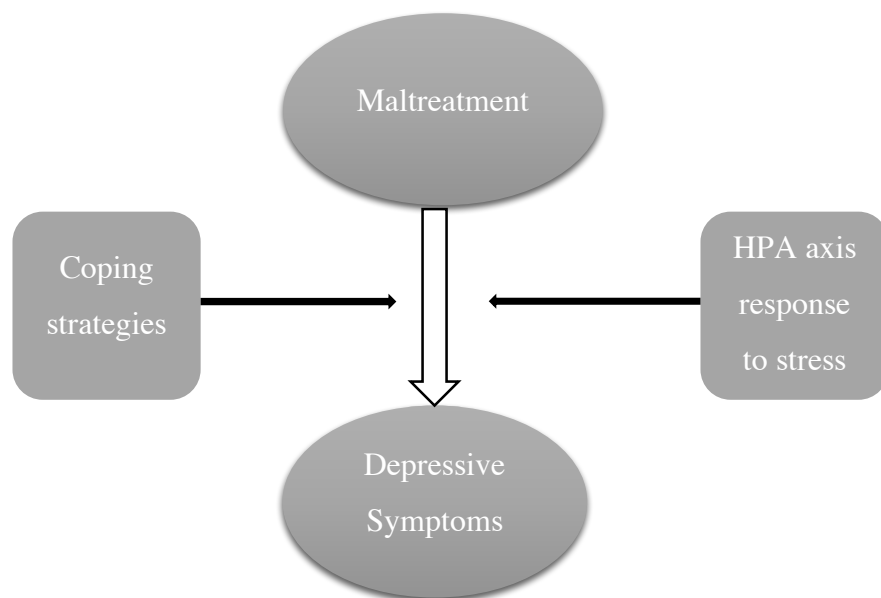 Maltreatment
Coping
strategies
HPA axis
response
to stress
Depressive
Symptoms